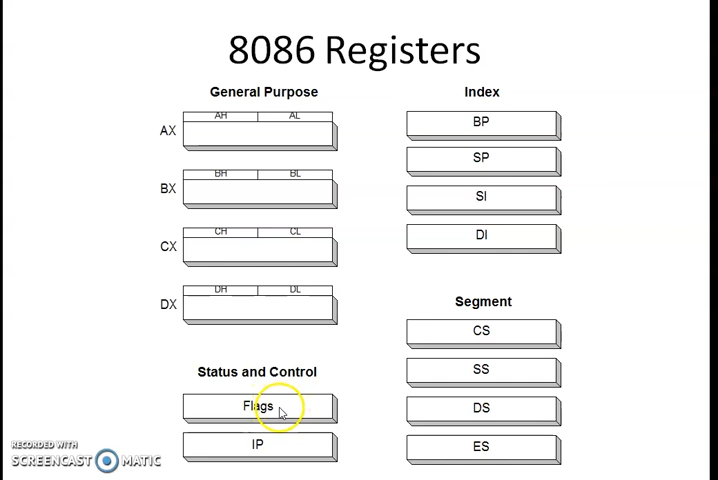 8086 Registers
General Purpose
AH AL
AX
BH BL
BX
CH CL
CX
DH DL
DX
Status and Control
Flags
IP
Index
BP
SP
SI
DI
Segment
CS
SS
DS
ES
RECORDED WITH
SCREENCAST MATIC